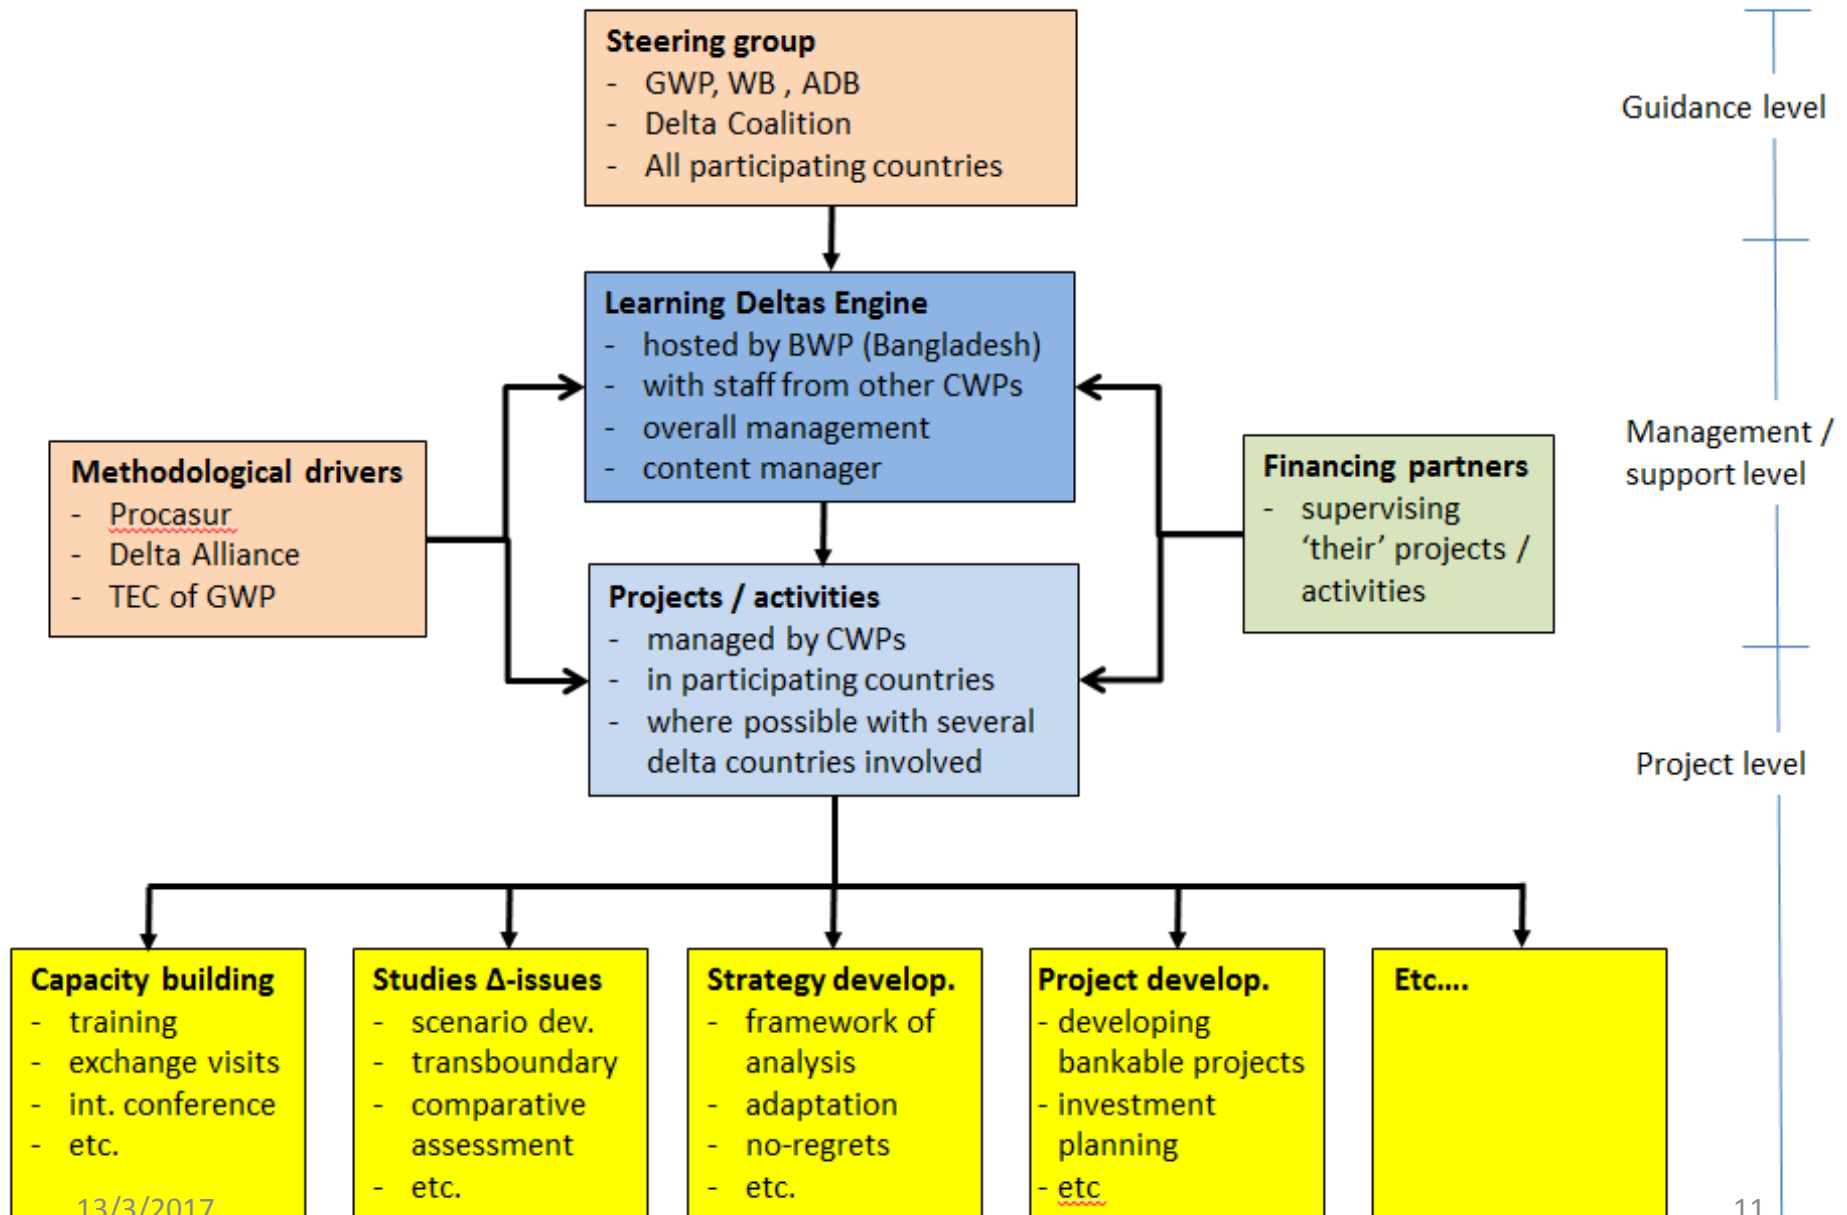 Steering group
- GWP, WB , ADB
- Delta Coalition
- All participating countries
Guidance level
Learning Deltas Engine
- hosted by BWP (Bangladesh)
- with staff from other CWPs
- overall management
- content manager
Methodological drivers
- Procasur
- Delta Alliance
- TEC of GWP
Financing partners
- supervising
‘their’ projects /
activities
Management /
support level
Projects / activities
- managed by CWPs
- in participating countries
- where possible with several
delta countries involved
Project level
Capacity building
- training
- exchange visits
- int. conference
- etc.
Studies Δ-issues
- scenario dev.
- transboundary
- comparative
assessment
- etc.
Strategy develop.
- framework of
analysis
- adaptation
- no-regrets
- etc.
Project develop.
- developing
bankable projects
- investment
planning
- etc
Etc....
13/3/2017
11